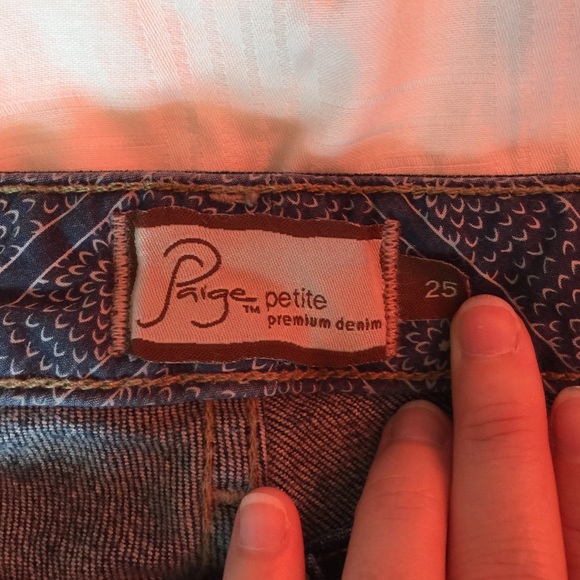 Paige™ petite
premium denim
25